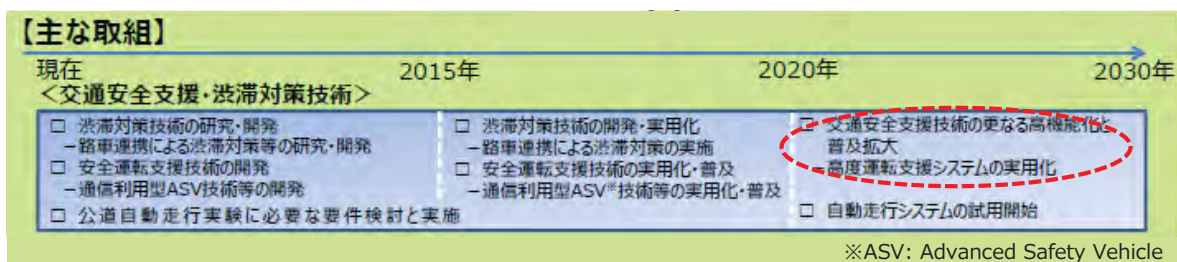 【主な取組】
現在 2015年 2020年 2030年
<交通安全支援・渋滞対策技術>
□ 渋滞対策技術の研究・開発
−路車連携による渋滞対策等の研究・開発
□ 安全運転支援技術の開発
−通信利用型ASV技術等の開発
□ 公道自動走行実験に必要な要件検討と実施
□ 渋滞対策技術の開発・実用化
−路車連携による渋滞対策の実施
□ 安全運転支援技術の実用化・普及
−通信利用型ASV※技術等の実用化・普及
□ 交通安全支援技術の更なる高機能化と
普及拡大
−高度運転支援システムの実用化
□ 自動走行システムの試用開始
※ASV: Advanced Safety Vehicle